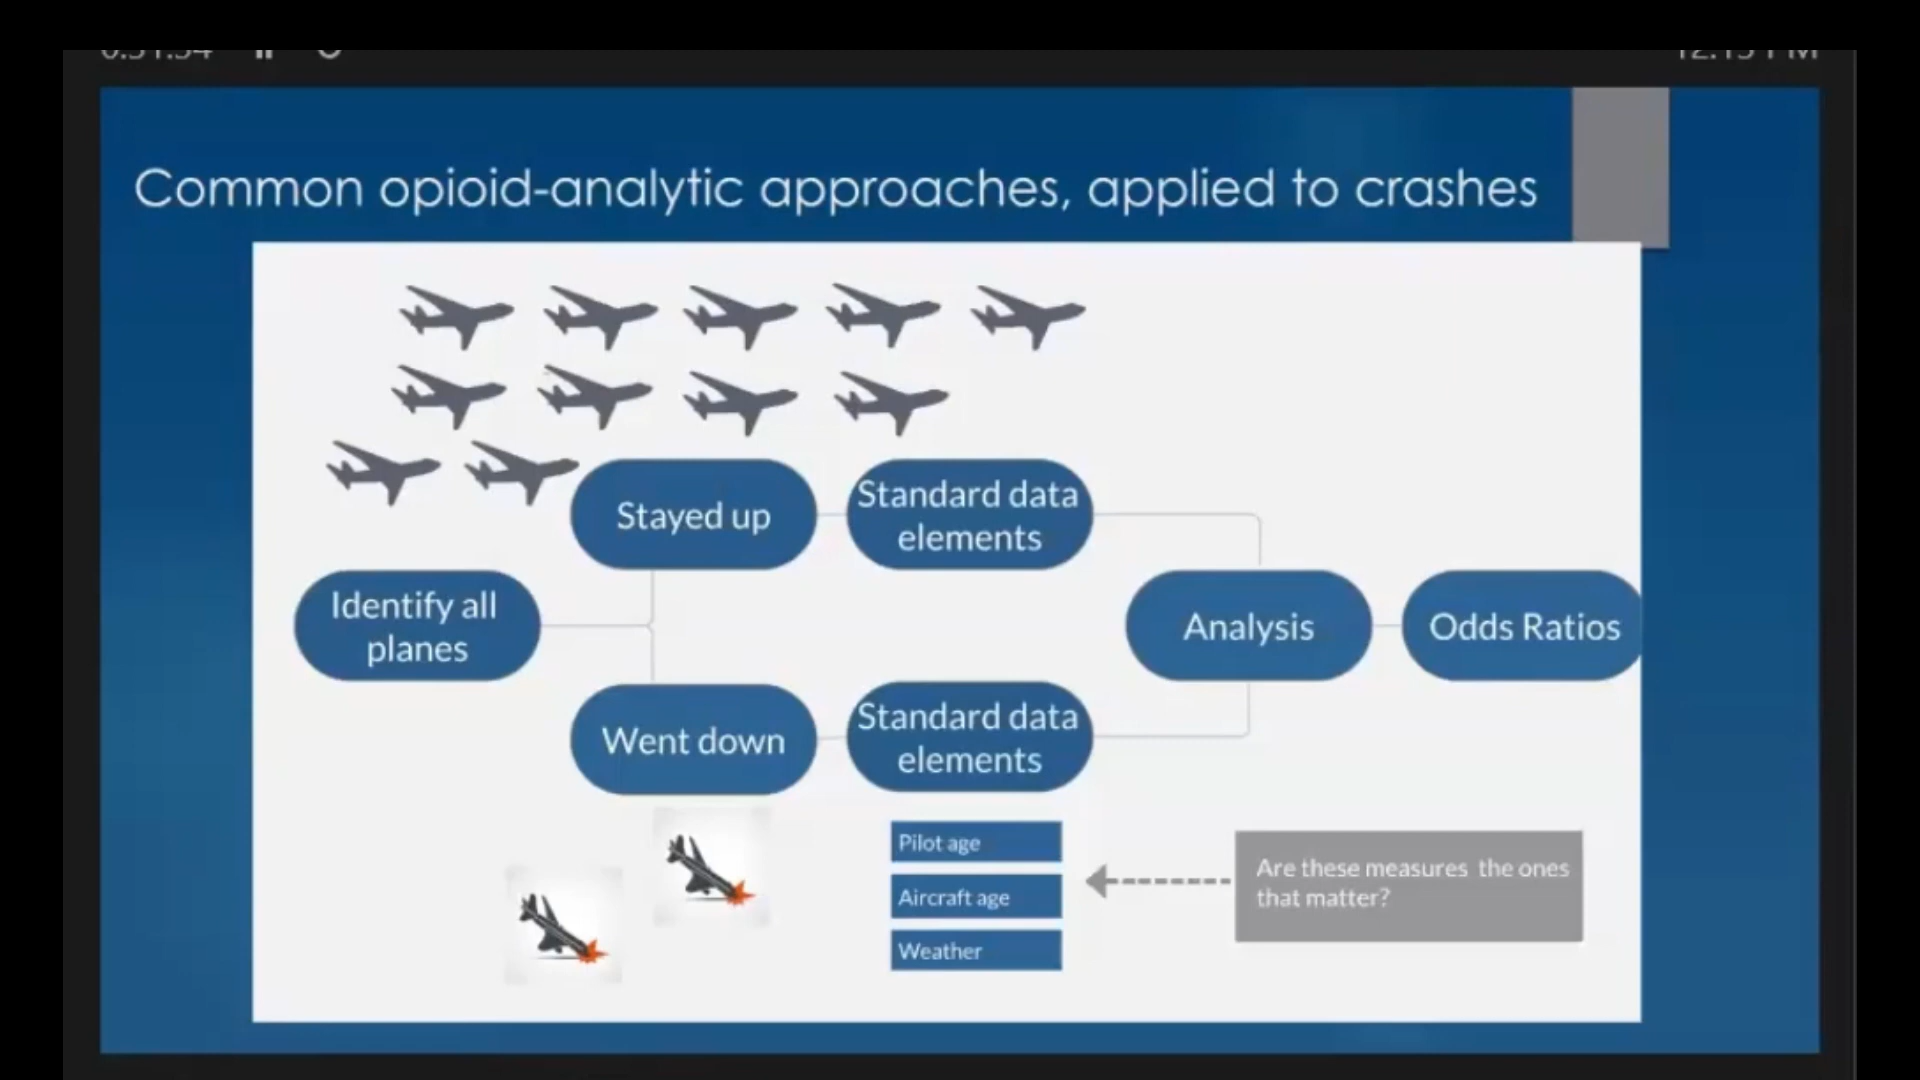 Common opioid-analytic approaches, applied to crashes
Stayed up
Standard data
elements
Identify all
planes
Analysis
Odds Ratios
Went down
Standard data
elements
Pilot age
Aircraft age
Weather
Are these measures the ones
that matter?